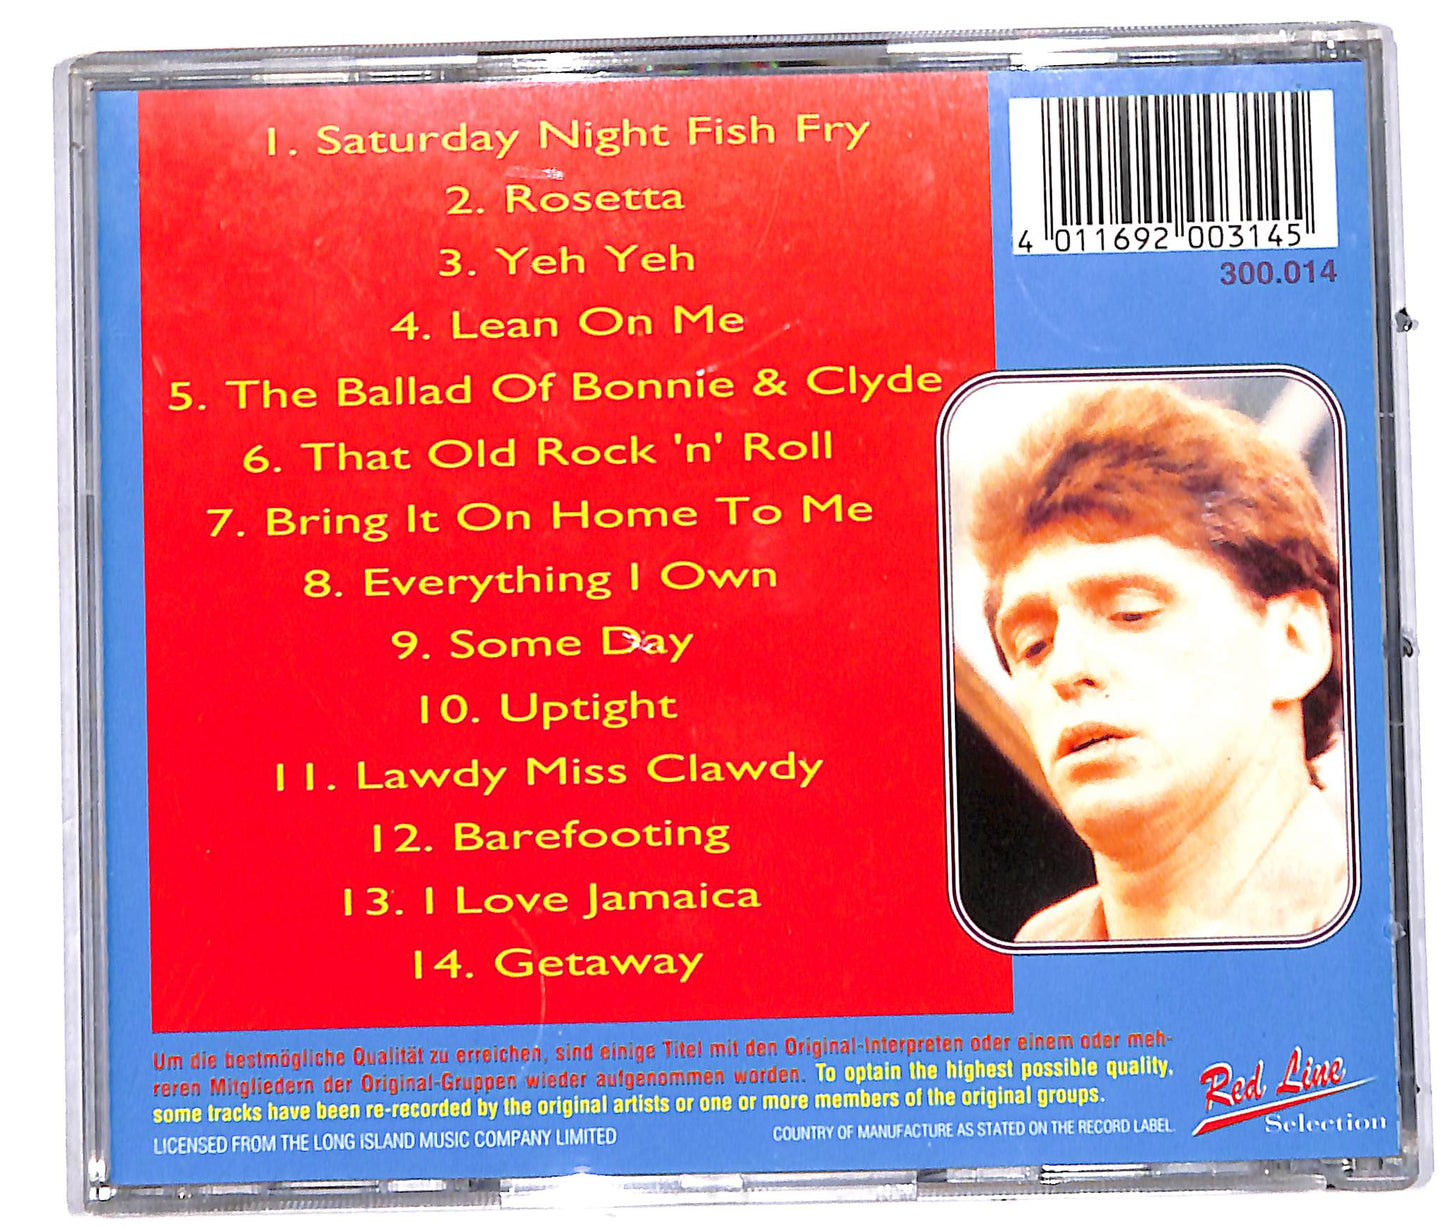 1. Saturday Night Fish Fry
2. Rosetta
3. Yeh Yeh
4. Lean On Me
5. The Ballad Of Bonnie & Clyde
6. That Old Rock 'n' Roll
7. Bring It On Home To Me
8. Everything I Own
9. Some Day
10. Uptight
11. Lawdy Miss Clawdy
12. Barefooting
13. I Love Jamaica
14. Getaway
4 011692 003145
300.014
Um die bestmögliche Qualität zu erreichen, sind einige Titel mit den Original-Interpreten oder einem oder meh-
reren Mitgliedern der Original-Gruppen wieder aufgenommen worden. To optain the highest possible quality,
some tracks have been re-recorded by the original artists or one or more members of the original groups.
LICENSED FROM THE LONG ISLAND MUSIC COMPANY LIMITED
COUNTRY OF MANUFACTURE AS STATED ON THE RECORD LABEL.
Red Line
Selection